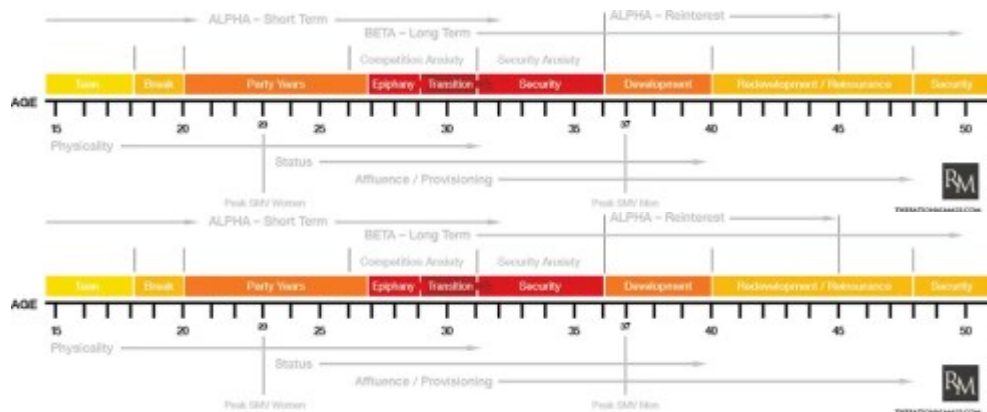 ALPHA – Short Term ALPHA – Reinterest
BETA – Long Term
Competition Anxiety Security Anxiety
Teen Break Party Years Epiphany Transition Security Development Redevelopment / Reinsurance Security
AGE
15 20 23 25 30 35 37 40 45 50
Physicality
Status
Affluence / Provisioning
Peak SMV Women Peak SMV Men
RM
THERATIONALMALE.COM
ALPHA – Short Term ALPHA – Reinterest
BETA – Long Term
Competition Anxiety Security Anxiety
Teen Break Party Years Epiphany Transition Security Development Redevelopment / Reinsurance Security
AGE
15 20 23 25 30 35 37 40 45 50
Physicality
Status
Affluence / Provisioning
Peak SMV Women Peak SMV Men
RM